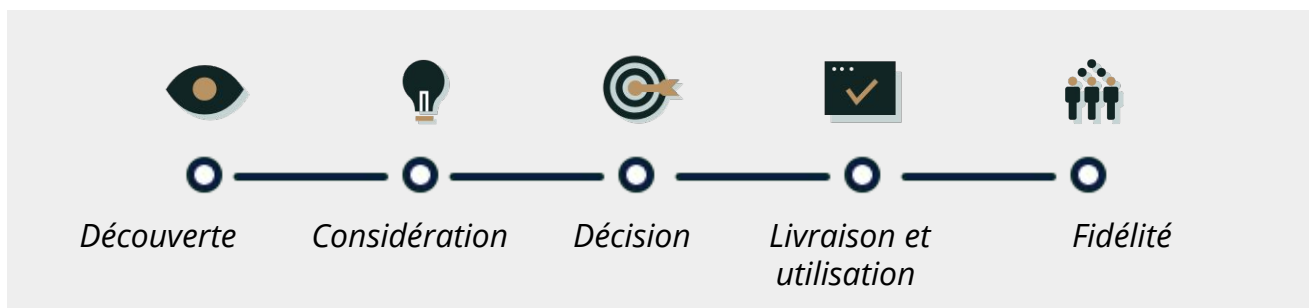 Découverte
Considération
Décision
Livraison et
utilisation
Fidélité